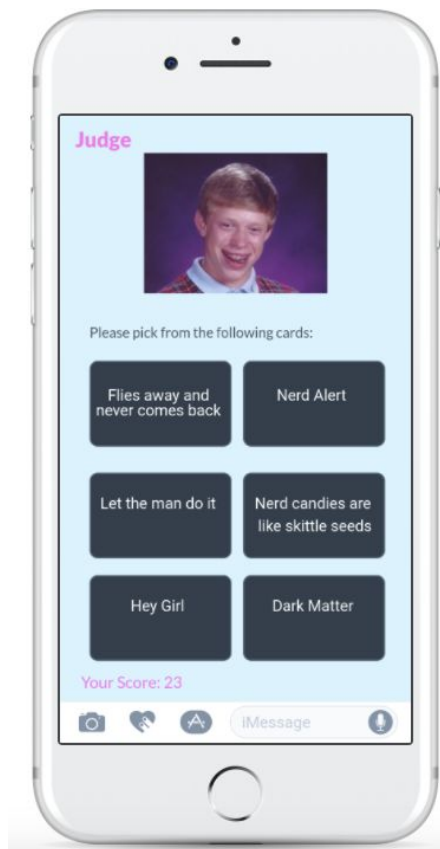 Judge
Please pick from the following cards:
Flies away and
never comes back
Nerd Alert
Let the man do it
Nerd candies are
like skittle seeds
Hey Girl
Dark Matter
Your Score: 23
iMessage